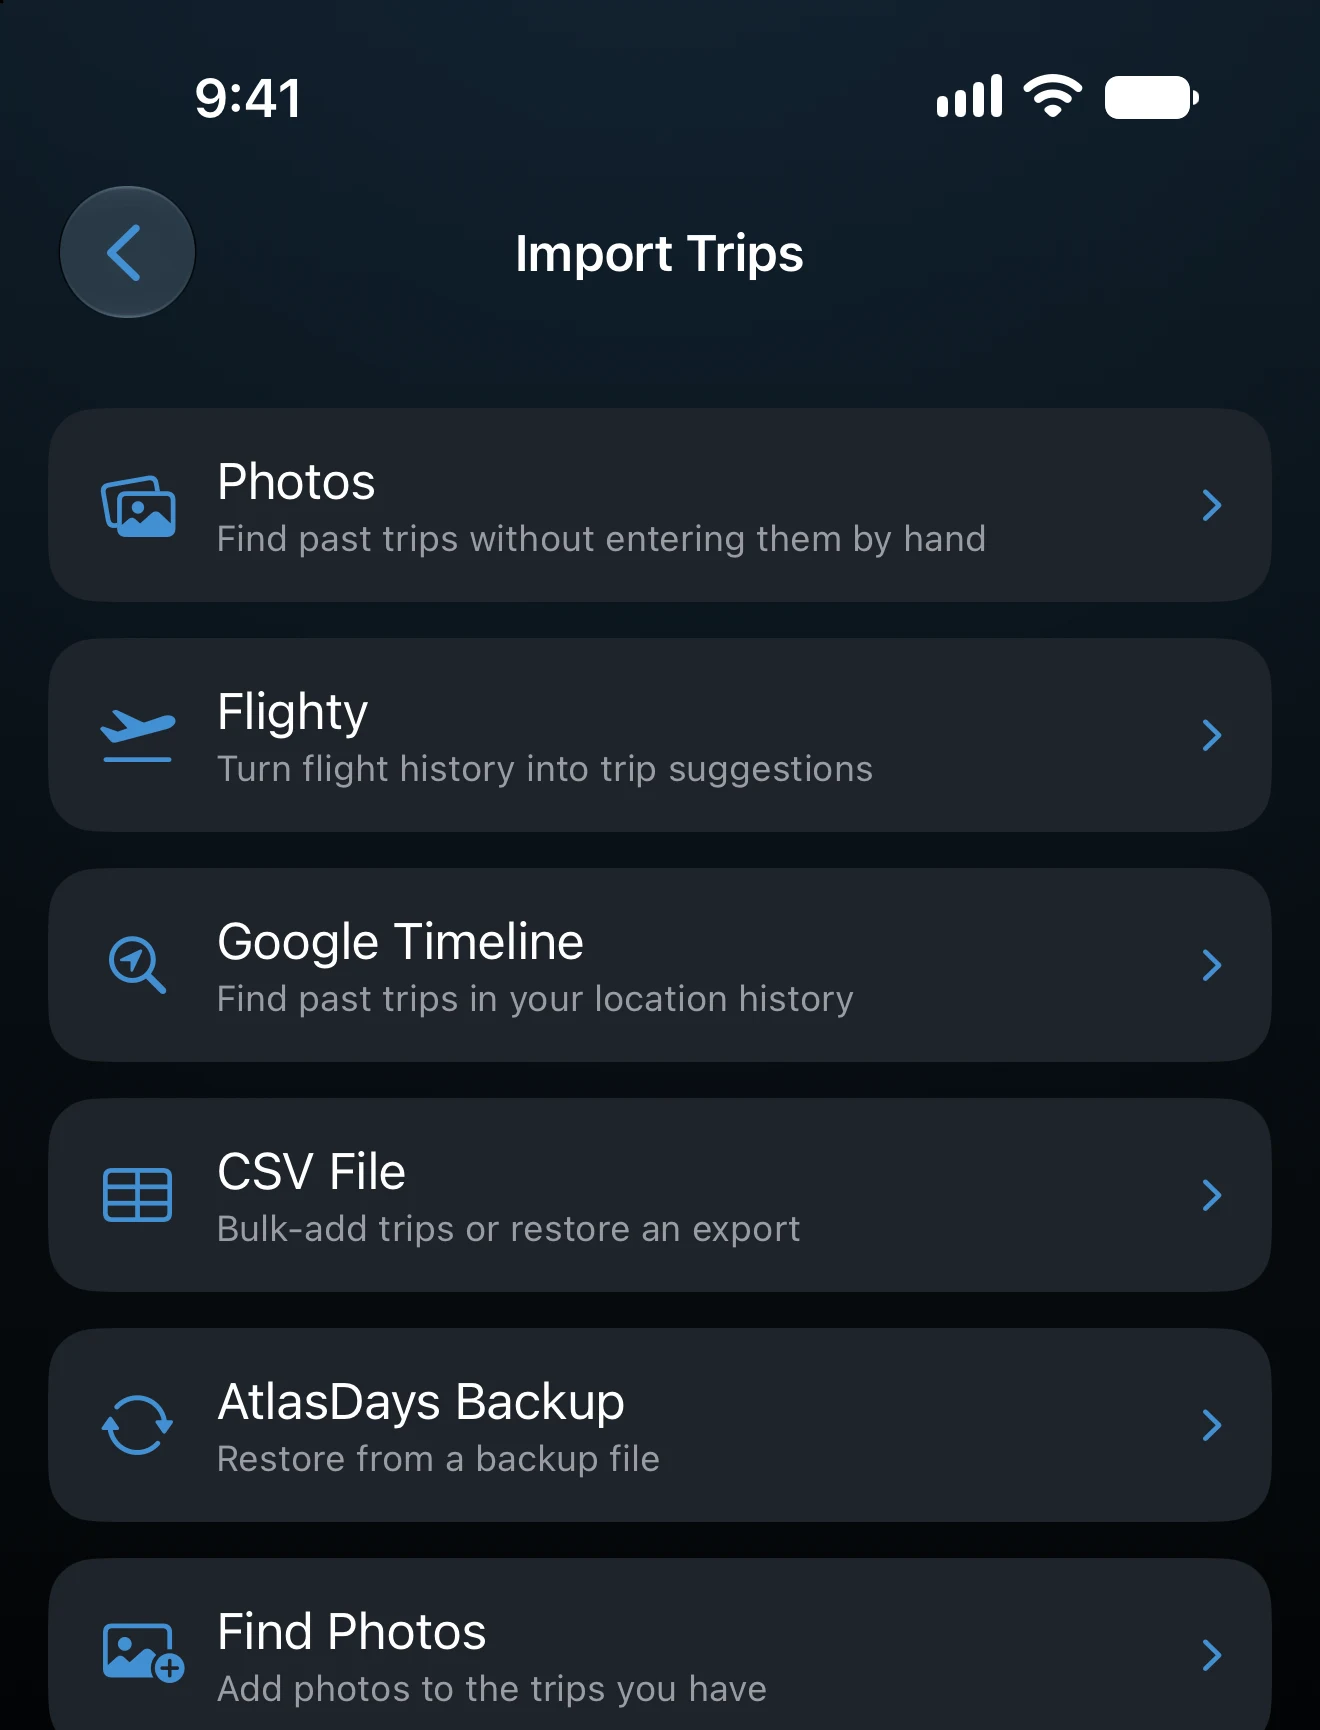 9:41
Import Trips
Photos
Find past trips without entering them by hand
Flighty
Turn flight history into trip suggestions
Google Timeline
Find past trips in your location history
CSV File
Bulk-add trips or restore an export
AtlasDays Backup
Restore from a backup file
Find Photos
Add photos to the trips you have